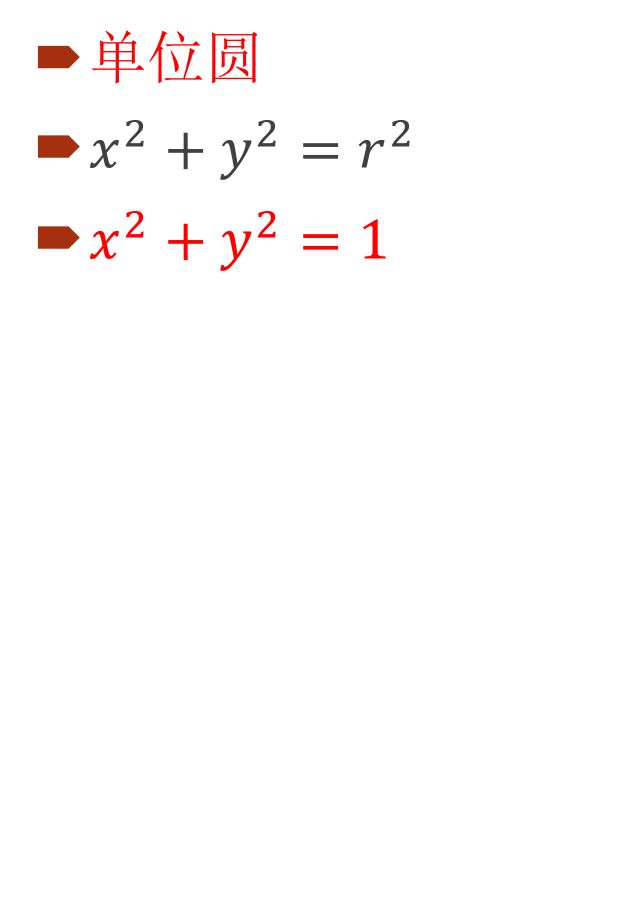 单位圆
x² + y² = r²
x² + y² = 1